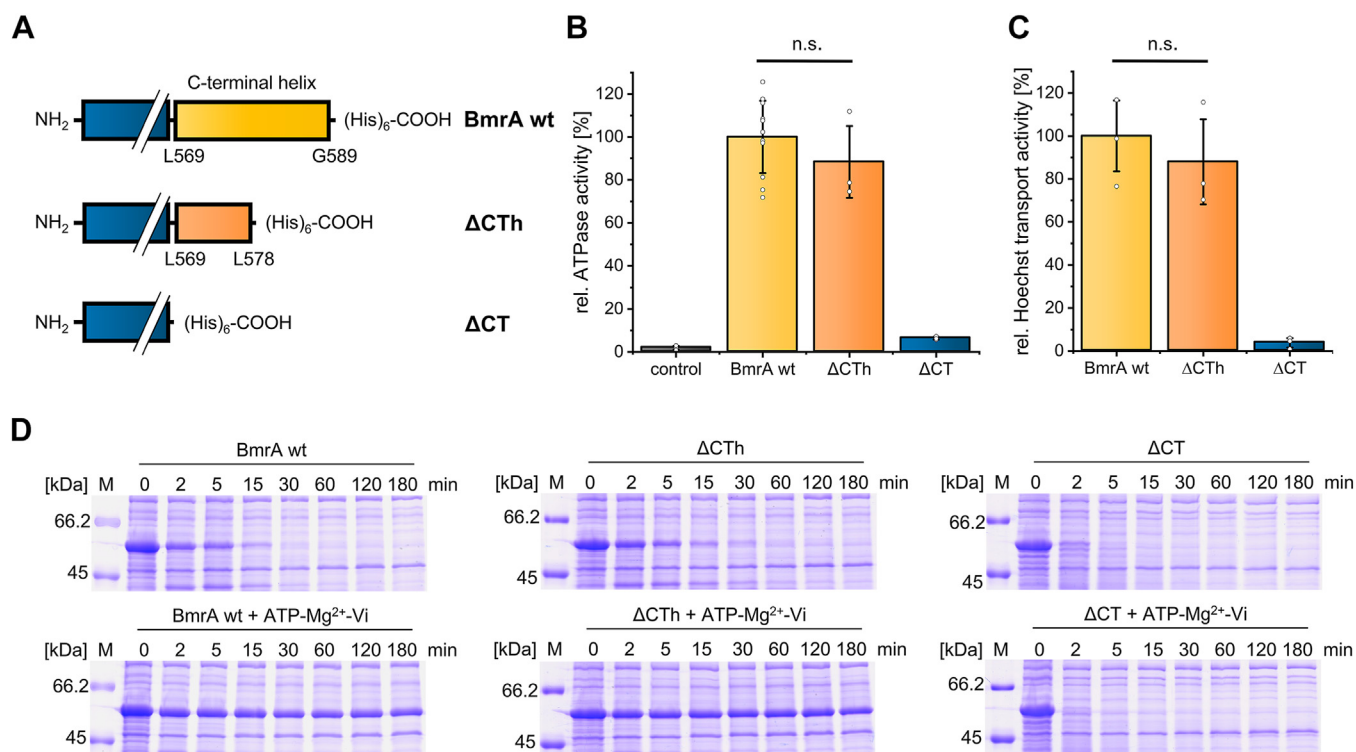 A
C-terminal helix
NH2 (His)6-COOH BmrA wt
L569 G589
NH2 (His)6-COOH ΔCTh
L569 L578
NH2 (His)6-COOH ΔCT
B
n.s.
rel. ATPase activity [%]
120
100
80
60
40
20
0
control BmrA wt ΔCTh ΔCT
C
n.s.
rel. Hoechst transport activity [%]
120
100
80
60
40
20
0
BmrA wt ΔCTh ΔCT
D
BmrA wt
[kDa] M 0 2 5 15 30 60 120 180 min
66.2
45
ΔCTh
[kDa] M 0 2 5 15 30 60 120 180 min
66.2
45
ΔCT
[kDa] M 0 2 5 15 30 60 120 180 min
66.2
45
BmrA wt + ATP-Mg2+-Vi
[kDa] M 0 2 5 15 30 60 120 180 min
66.2
45
ΔCTh + ATP-Mg2+-Vi
[kDa] M 0 2 5 15 30 60 120 180 min
66.2
45
ΔCT + ATP-Mg2+-Vi
[kDa] M 0 2 5 15 30 60 120 180 min
66.2
45